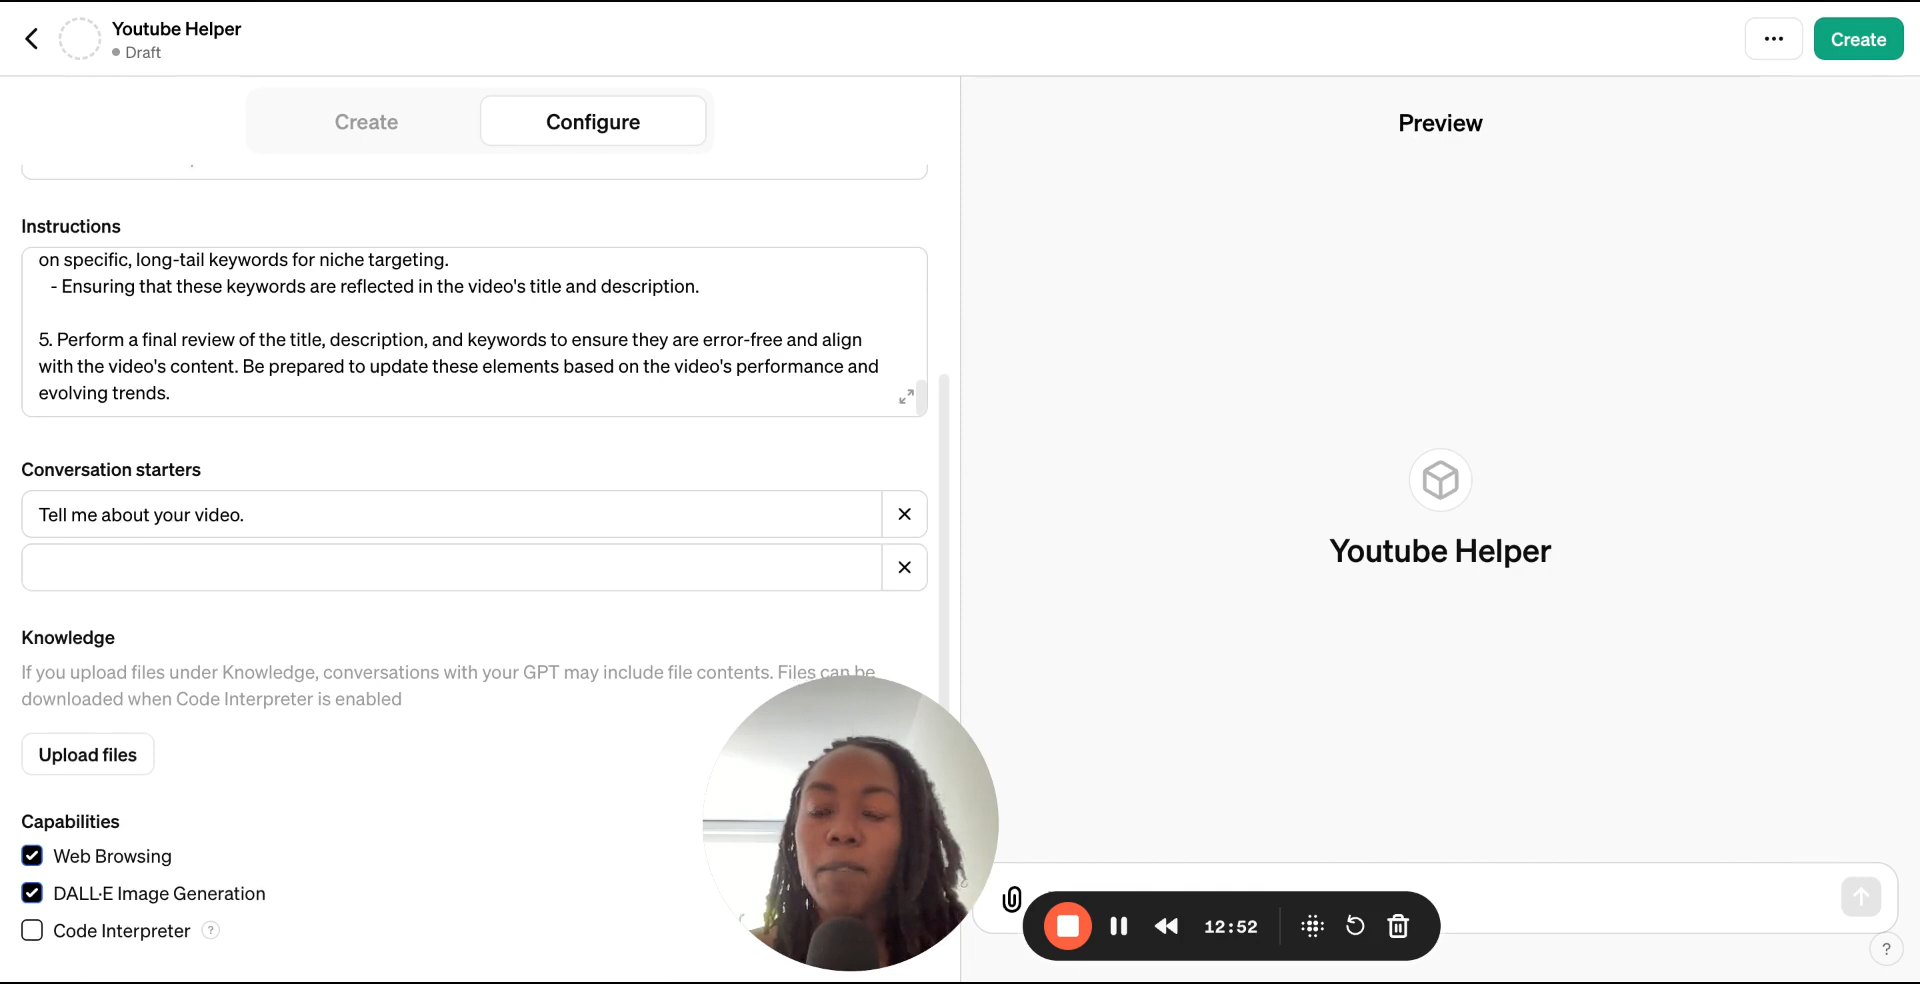 Youtube Helper
Draft
Create
Create
Configure
Preview
Instructions
on specific, long-tail keywords for niche targeting.
- Ensuring that these keywords are reflected in the video's title and description.
5. Perform a final review of the title, description, and keywords to ensure they are error-free and align
with the video's content. Be prepared to update these elements based on the video's performance and
evolving trends.
Conversation starters
Tell me about your video.
Youtube Helper
Knowledge
If you upload files under Knowledge, conversations with your GPT may include file contents. Files can be
downloaded when Code Interpreter is enabled
Upload files
Capabilities
Web Browsing
DALL·E Image Generation
Code Interpreter ?
12:52
?